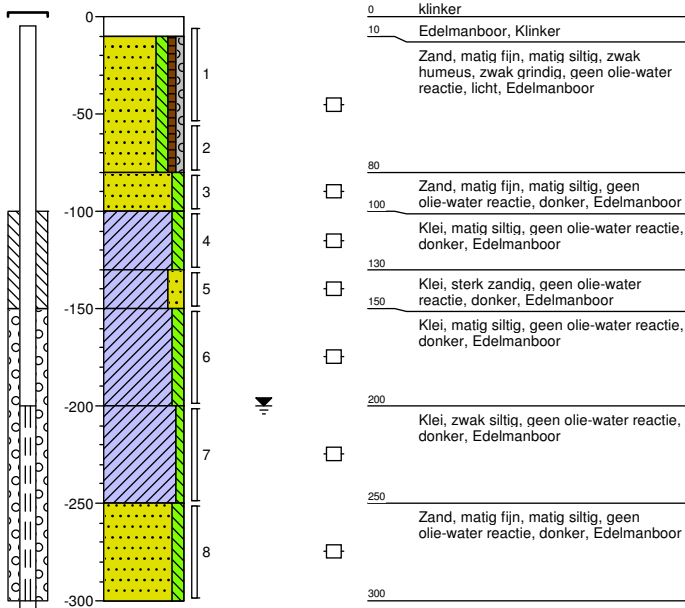 0
0
klinker
10
Edelmanboor, Klinker
Zand, matig fijn, matig siltig, zwak
humeus, zwak grindig, geen olie-water
reactie, licht, Edelmanboor
1
-50
2
80
Zand, matig fijn, matig siltig, geen
olie-water reactie, donker, Edelmanboor
3
-100
100
Klei, matig siltig, geen olie-water reactie,
donker, Edelmanboor
4
130
Klei, sterk zandig, geen olie-water
reactie, donker, Edelmanboor
5
-150
150
Klei, matig siltig, geen olie-water reactie,
donker, Edelmanboor
6
-200
200
Klei, zwak siltig, geen olie-water reactie,
donker, Edelmanboor
7
-250
250
Zand, matig fijn, matig siltig, geen
olie-water reactie, donker, Edelmanboor
8
-300
300